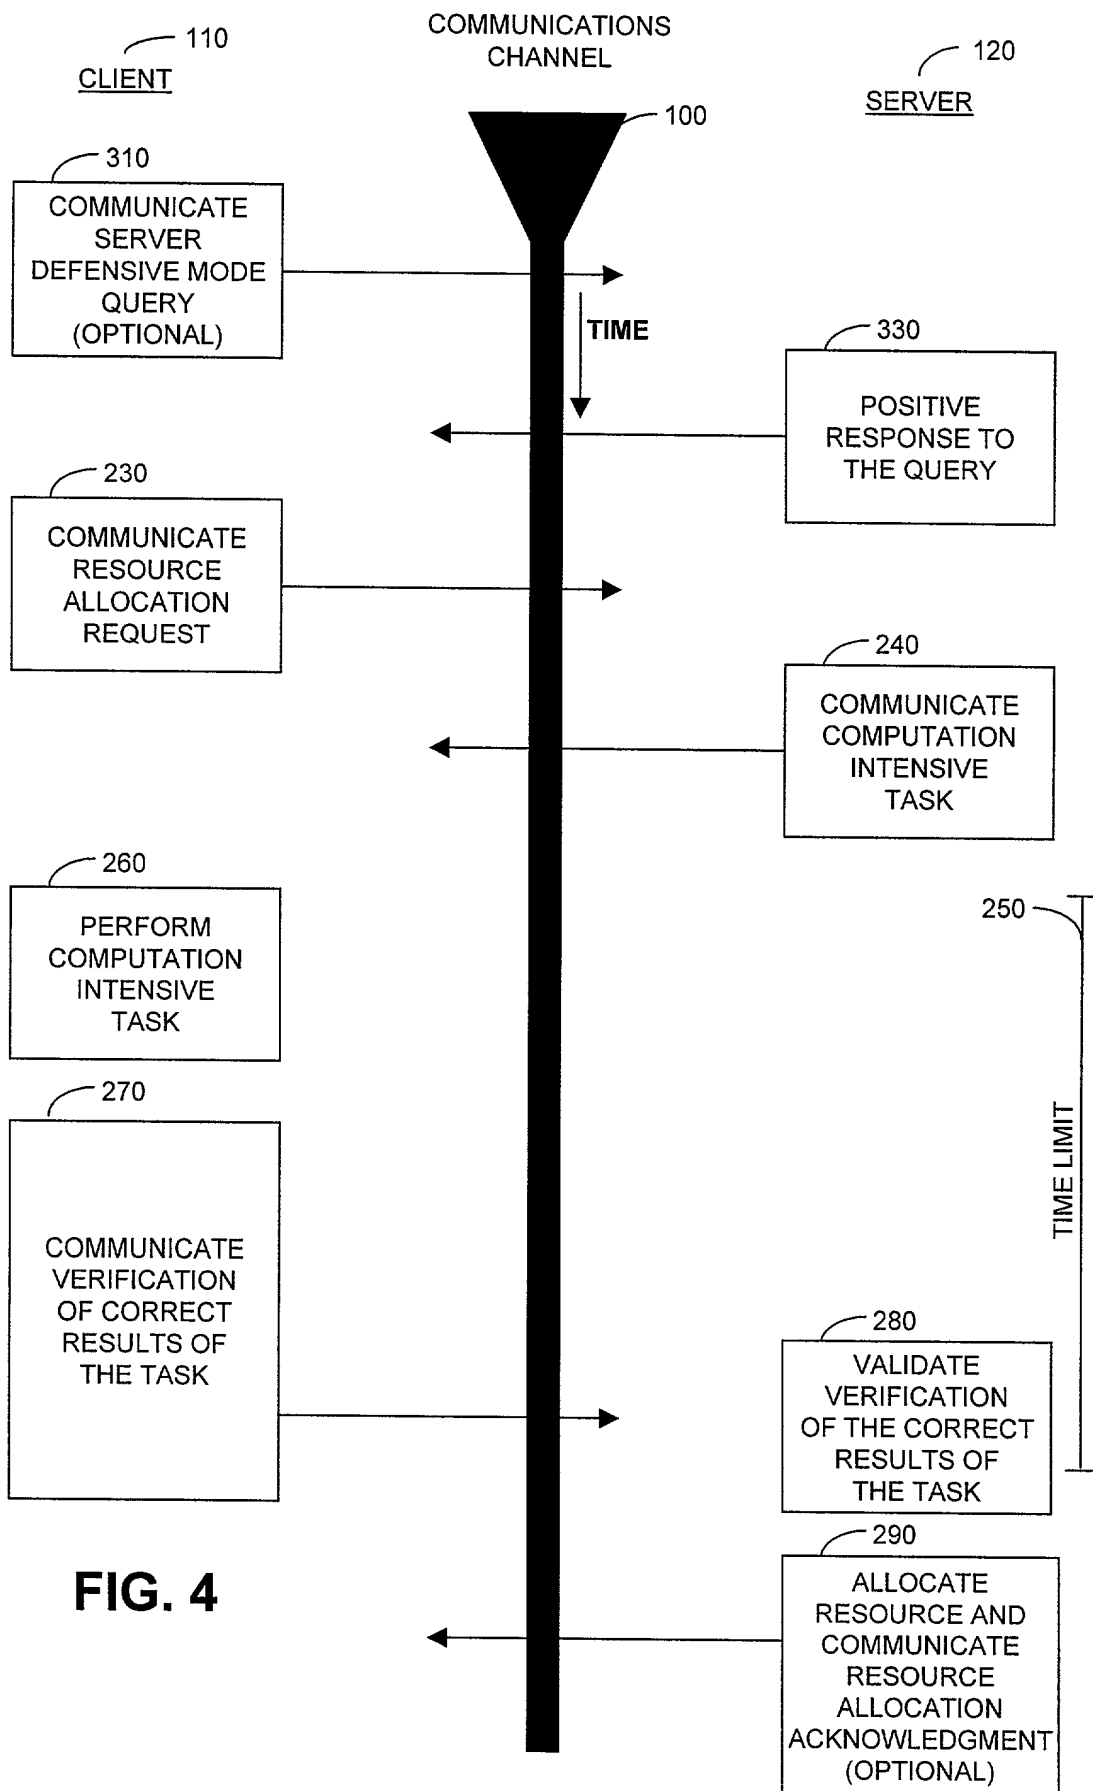 COMMUNICATIONS
CHANNEL
110
CLIENT
120
SERVER
100
310
COMMUNICATE
SERVER
DEFENSIVE MODE
QUERY
(OPTIONAL)
TIME
330
POSITIVE
RESPONSE TO
THE QUERY
230
COMMUNICATE
RESOURCE
ALLOCATION
REQUEST
240
COMMUNICATE
COMPUTATION
INTENSIVE
TASK
260
PERFORM
COMPUTATION
INTENSIVE
TASK
250
TIME LIMIT
270
COMMUNICATE
VERIFICATION
OF CORRECT
RESULTS OF
THE TASK
280
VALIDATE
VERIFICATION
OF THE CORRECT
RESULTS OF
THE TASK
290
ALLOCATE
RESOURCE AND
COMMUNICATE
RESOURCE
ALLOCATION
ACKNOWLEDGMENT
(OPTIONAL)
FIG. 4